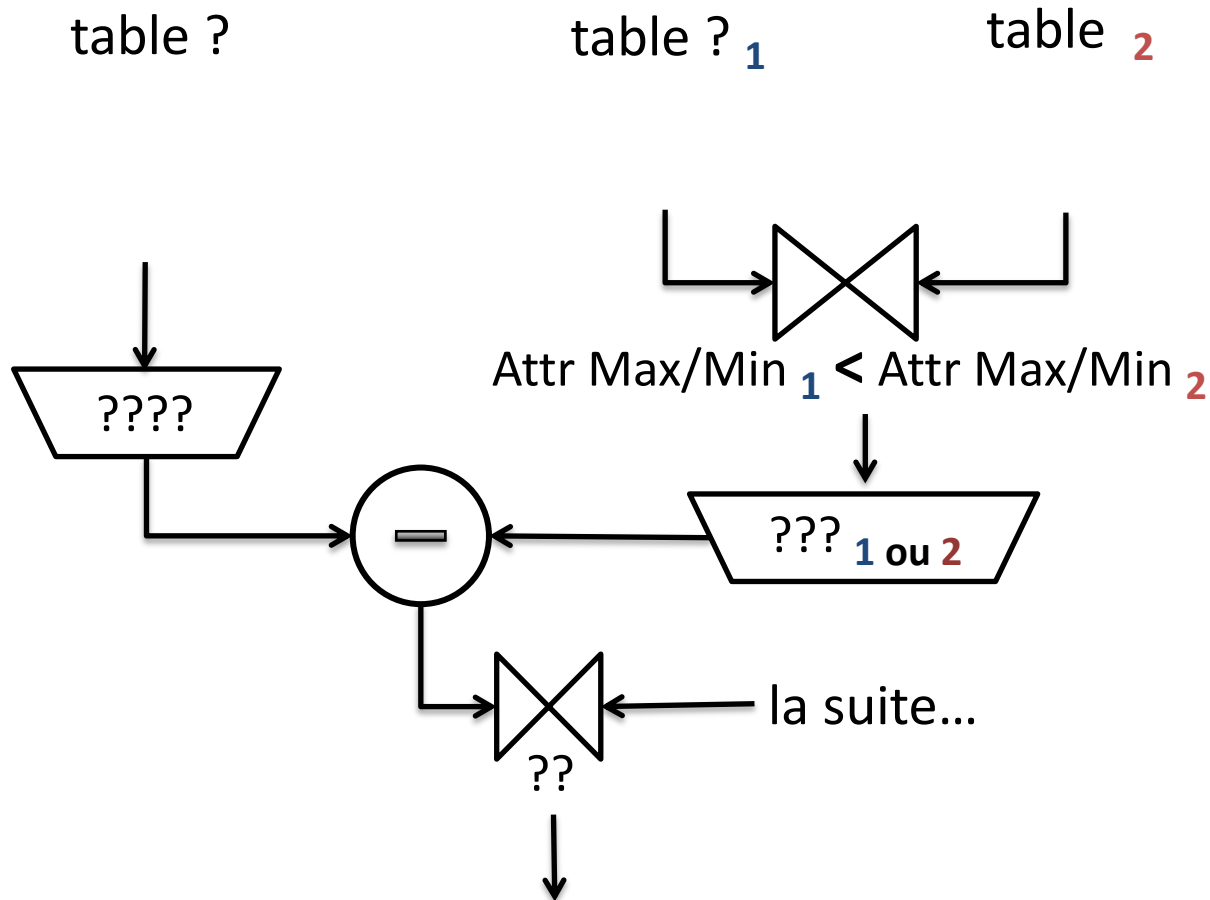 table ?
table ? 1
table 2
Attr Max/Min 1 < Attr Max/Min 2
????
??? 1 ou 2
la suite...
??